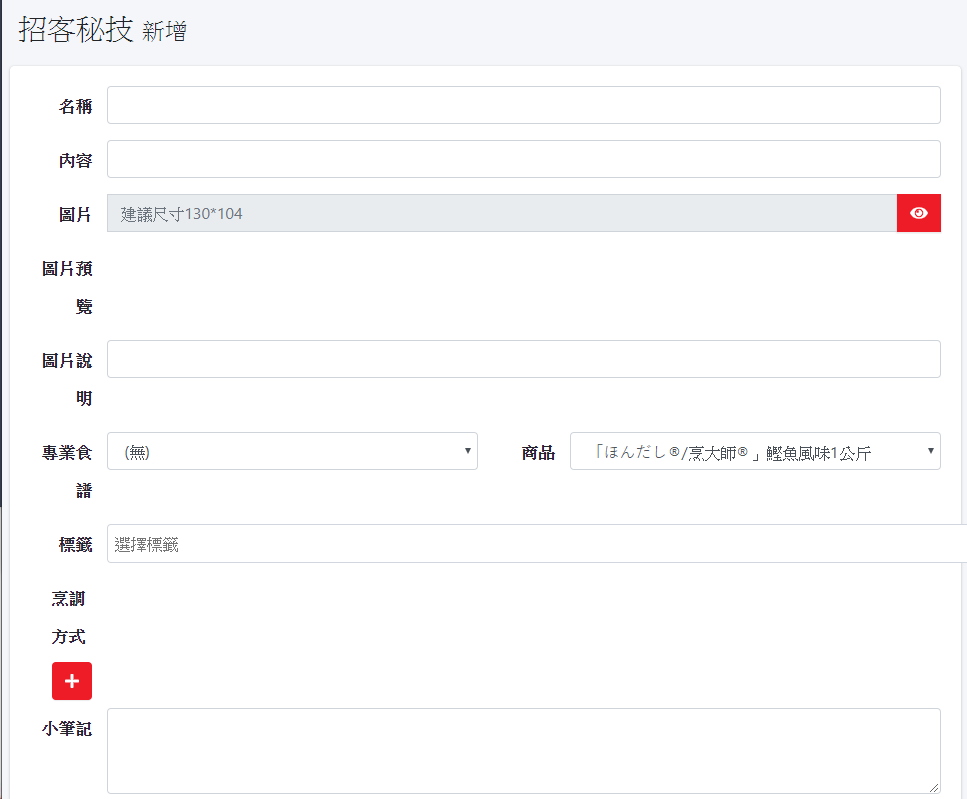 招客秘技 新增
名稱
內容
圖片 建議尺寸130*104
圖片預
覽
圖片說
明
專業食 (無) 商品 「ほんだし®/烹大師®」鰹魚風味1公斤
譜
標籤 選擇標籤
烹調
方式
+
小筆記